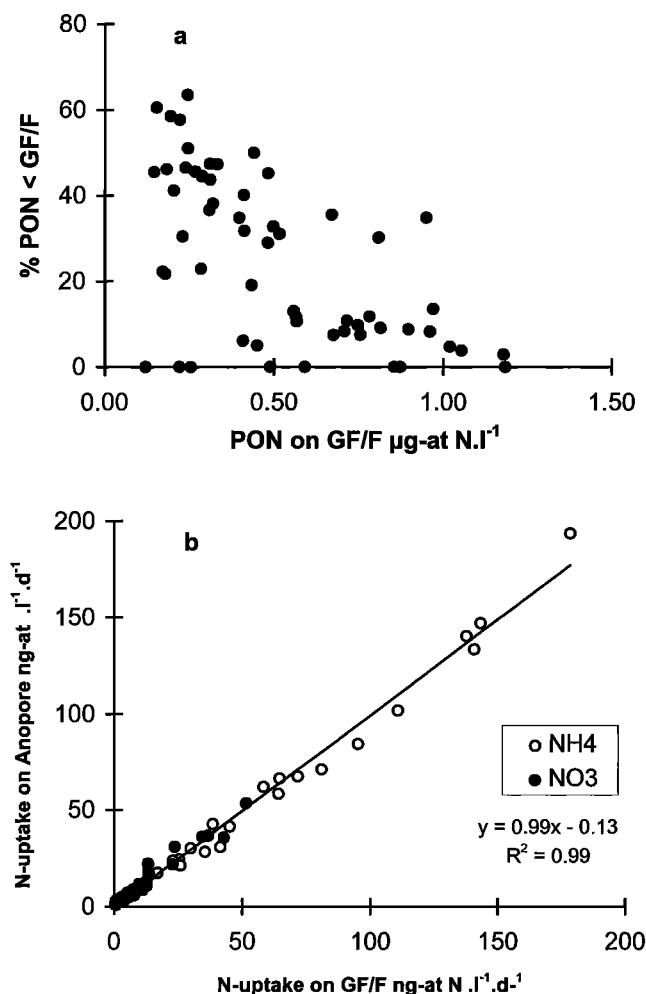 80
a
60
% PON < GF/F
40
20
0
0.00 0.50 1.00 1.50
PON on GF/F µg-at N.l⁻¹
200
b
N-uptake on Anopore ng-at .l⁻¹.d⁻¹
150
100
NH4
NO3
50
y = 0.99x - 0.13
R² = 0.99
0
0 50 100 150 200
N-uptake on GF/F ng-at N .l⁻¹.d-¹